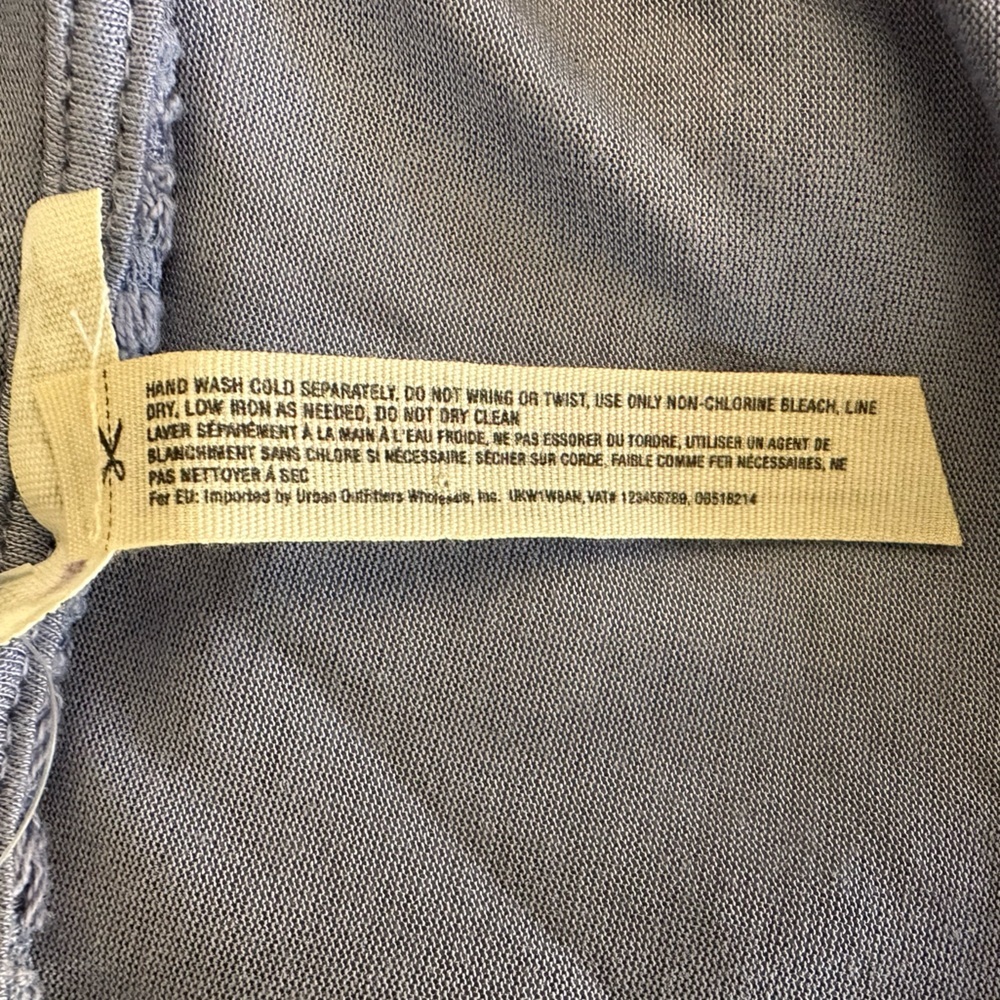 HAND WASH COLD SEPARATELY, DO NOT WRING OR TWIST, USE ONLY NON-CHLORINE BLEACH, LINE
DRY, LOW IRON AS NEEDED, DO NOT DRY CLEAN
LAVER SÉPARÉMENT À LA MAIN À L'EAU FROIDE, NE PAS ESSORER OU TORDRE, UTILISER UN AGENT DE
BLANCHIMENT SANS CHLORE SI NÉCESSAIRE, SÉCHER SUR CORDE, FAIBLE COMME FER NÉCESSAIRES, NE
PAS NETTOYER À SEC
For EU: Imported by Urban Outfitters Wholesale, Inc. UKW1W8AN, VAT# 123456789, 06518214